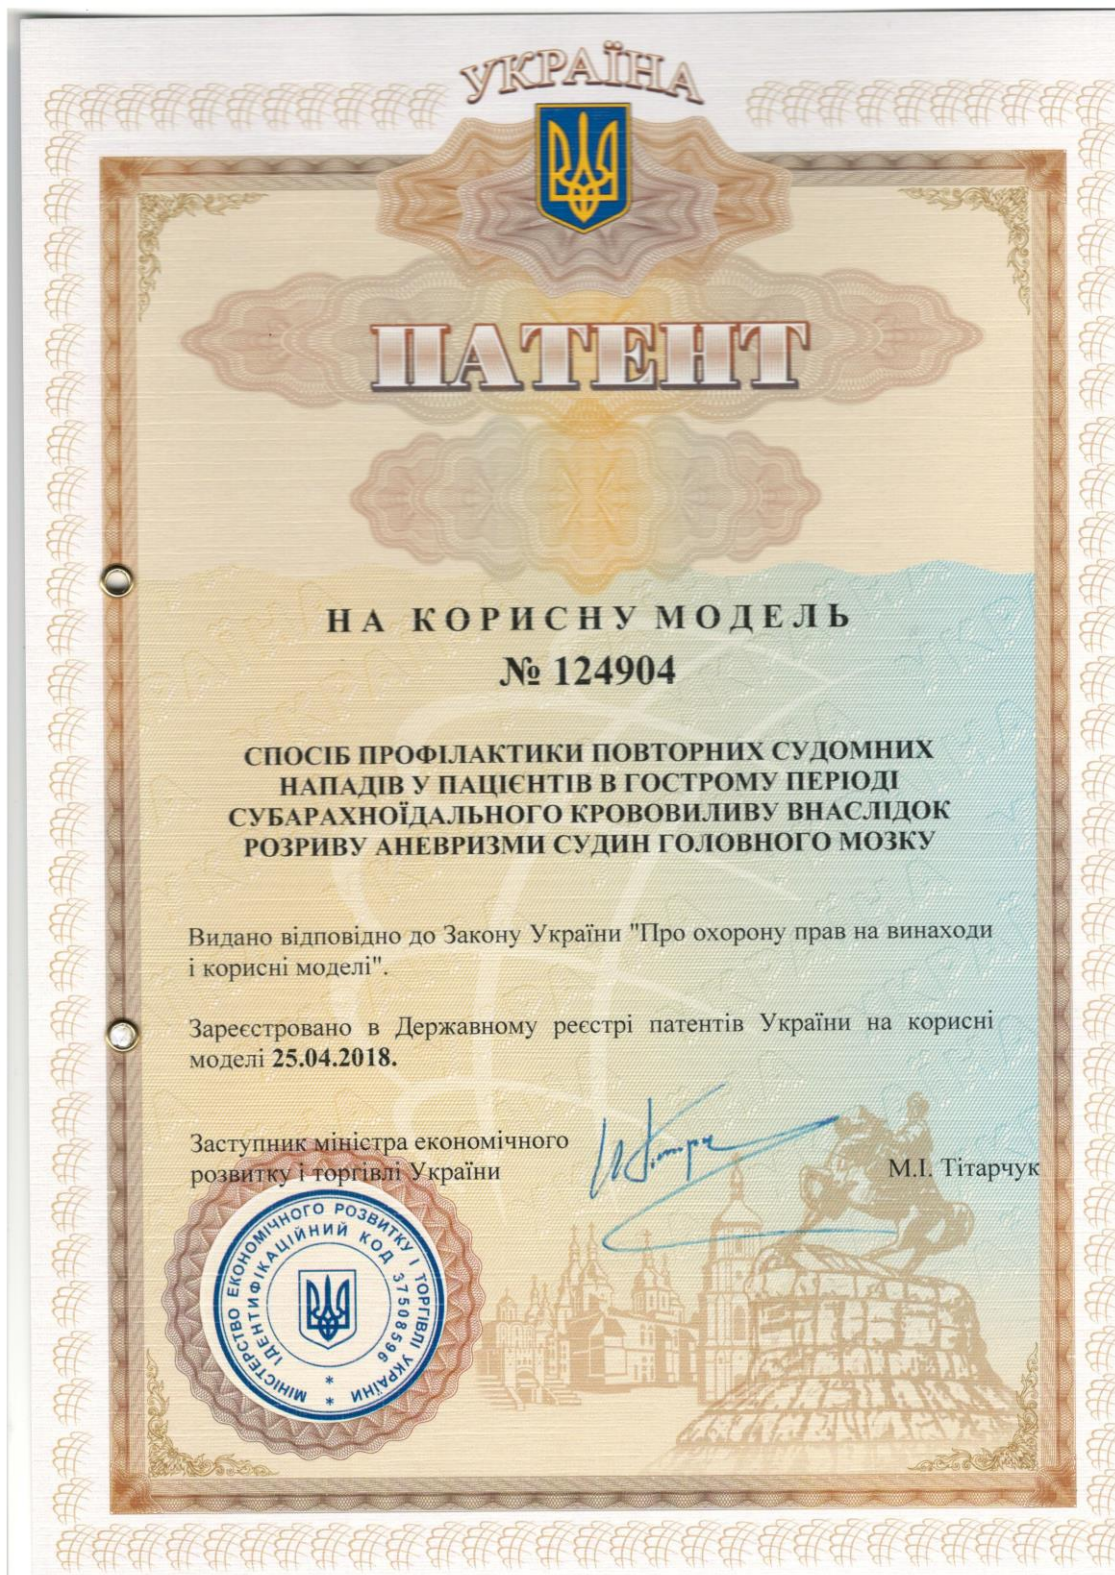 УКРАЇНА
ПАТЕНТ
НА КОРИСНУ МОДЕЛЬ
№ 124904
СПОСІБ ПРОФІЛАКТИКИ ПОВТОРНИХ СУДОМНИХ
НАПАДІВ У ПАЦІЄНТІВ В ГОСТРОМУ ПЕРІОДІ
СУБАРАХНОЇДАЛЬНОГО КРОВОВИЛИВУ ВНАСЛІДОК
РОЗРИВУ АНЕВРИЗМИ СУДИН ГОЛОВНОГО МОЗКУ
Видано відповідно до Закону України "Про охорону прав на винаходи
і корисні моделі".
Зареєстровано в Державному реєстрі патентів України на корисні
моделі 25.04.2018.
Заступник міністра економічного
розвитку і торгівлі України
М.І. Тітарчук
МІНІСТЕРСТВО ЕКОНОМІЧНОГО РОЗВИТКУ І ТОРГІВЛІ УКРАЇНИ
ІДЕНТИФІКАЦІЙНИЙ КОД 37508596